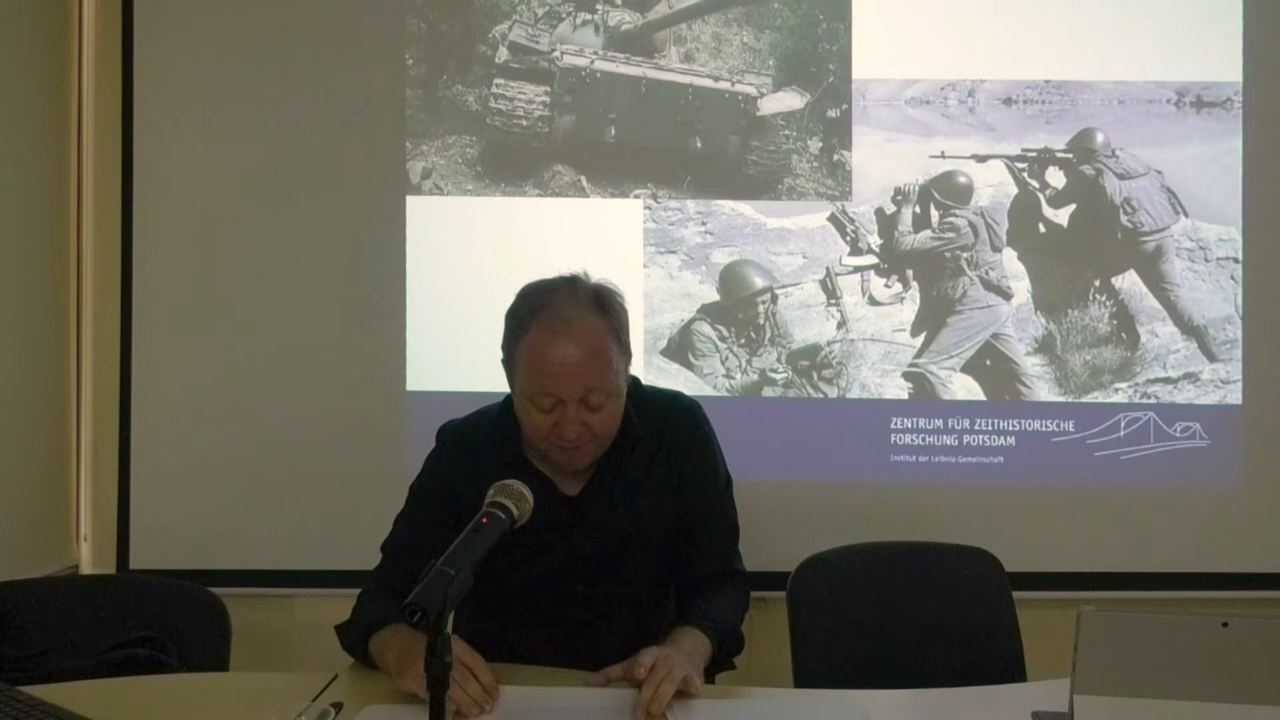 ZENTRUM FÜR ZEITHISTORISCHE
FORSCHUNG POTSDAM
Institut der Leibniz-Gemeinschaft